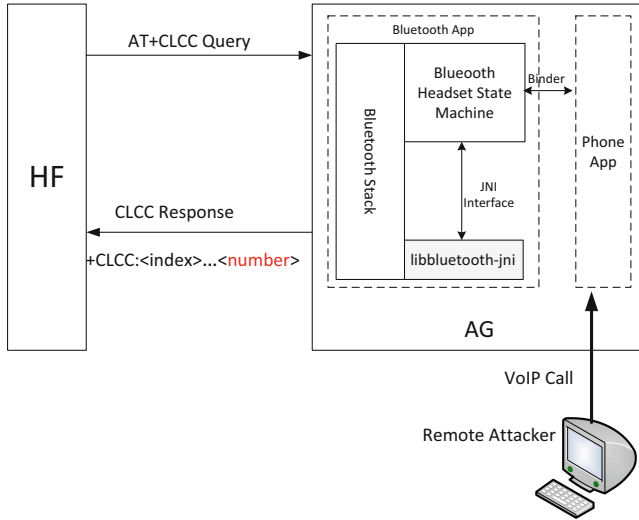 HF
AT+CLCC Query
CLCC Response
+CLCC:<index>...<number>
Bluetooth App
Bluetooth Stack
Blueooth
Headset State
Machine
Binder
JNI
Interface
libbluetooth-jni
Phone
App
AG
VoIP Call
Remote Attacker